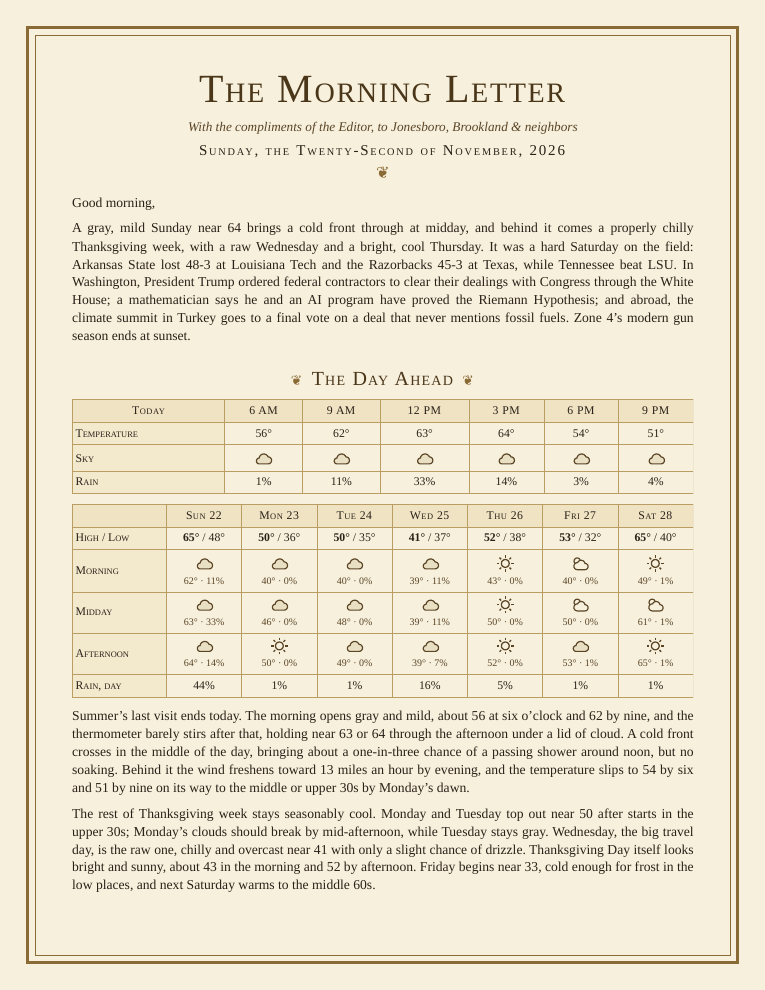 The Morning Letter
With the compliments of the Editor, to Jonesboro, Brookland & neighbors
Sunday, the Twenty-Second of November, 2026
❦
Good morning,
A gray, mild Sunday near 64 brings a cold front through at midday, and behind it comes a properly chilly
Thanksgiving week, with a raw Wednesday and a bright, cool Thursday. It was a hard Saturday on the field:
Arkansas State lost 48-3 at Louisiana Tech and the Razorbacks 45-3 at Texas, while Tennessee beat LSU. In
Washington, President Trump ordered federal contractors to clear their dealings with Congress through the White
House; a mathematician says he and an AI program have proved the Riemann Hypothesis; and abroad, the
climate summit in Turkey goes to a final vote on a deal that never mentions fossil fuels. Zone 4’s modern gun
season ends at sunset.
❦ The Day Ahead ❦
Today 6 AM 9 AM 12 PM 3 PM 6 PM 9 PM
Temperature 56° 62° 63° 64° 54° 51°
Sky
Rain 1% 11% 33% 14% 3% 4%
Sun 22 Mon 23 Tue 24 Wed 25 Thu 26 Fri 27 Sat 28
High / Low 65° / 48° 50° / 36° 50° / 35° 41° / 37° 52° / 38° 53° / 32° 65° / 40°
Morning 62° · 11% 40° · 0% 40° · 0% 39° · 11% 43° · 0% 40° · 0% 49° · 1%
Midday 63° · 33% 46° · 0% 48° · 0% 39° · 11% 50° · 0% 50° · 0% 61° · 1%
Afternoon 64° · 14% 50° · 0% 49° · 0% 39° · 7% 52° · 0% 53° · 1% 65° · 1%
Rain, day 44% 1% 1% 16% 5% 1% 1%
Summer’s last visit ends today. The morning opens gray and mild, about 56 at six o’clock and 62 by nine, and the
thermometer barely stirs after that, holding near 63 or 64 through the afternoon under a lid of cloud. A cold front
crosses in the middle of the day, bringing about a one-in-three chance of a passing shower around noon, but no
soaking. Behind it the wind freshens toward 13 miles an hour by evening, and the temperature slips to 54 by six
and 51 by nine on its way to the middle or upper 30s by Monday’s dawn.
The rest of Thanksgiving week stays seasonably cool. Monday and Tuesday top out near 50 after starts in the
upper 30s; Monday’s clouds should break by mid-afternoon, while Tuesday stays gray. Wednesday, the big travel
day, is the raw one, chilly and overcast near 41 with only a slight chance of drizzle. Thanksgiving Day itself looks
bright and sunny, about 43 in the morning and 52 by afternoon. Friday begins near 33, cold enough for frost in the
low places, and next Saturday warms to the middle 60s.